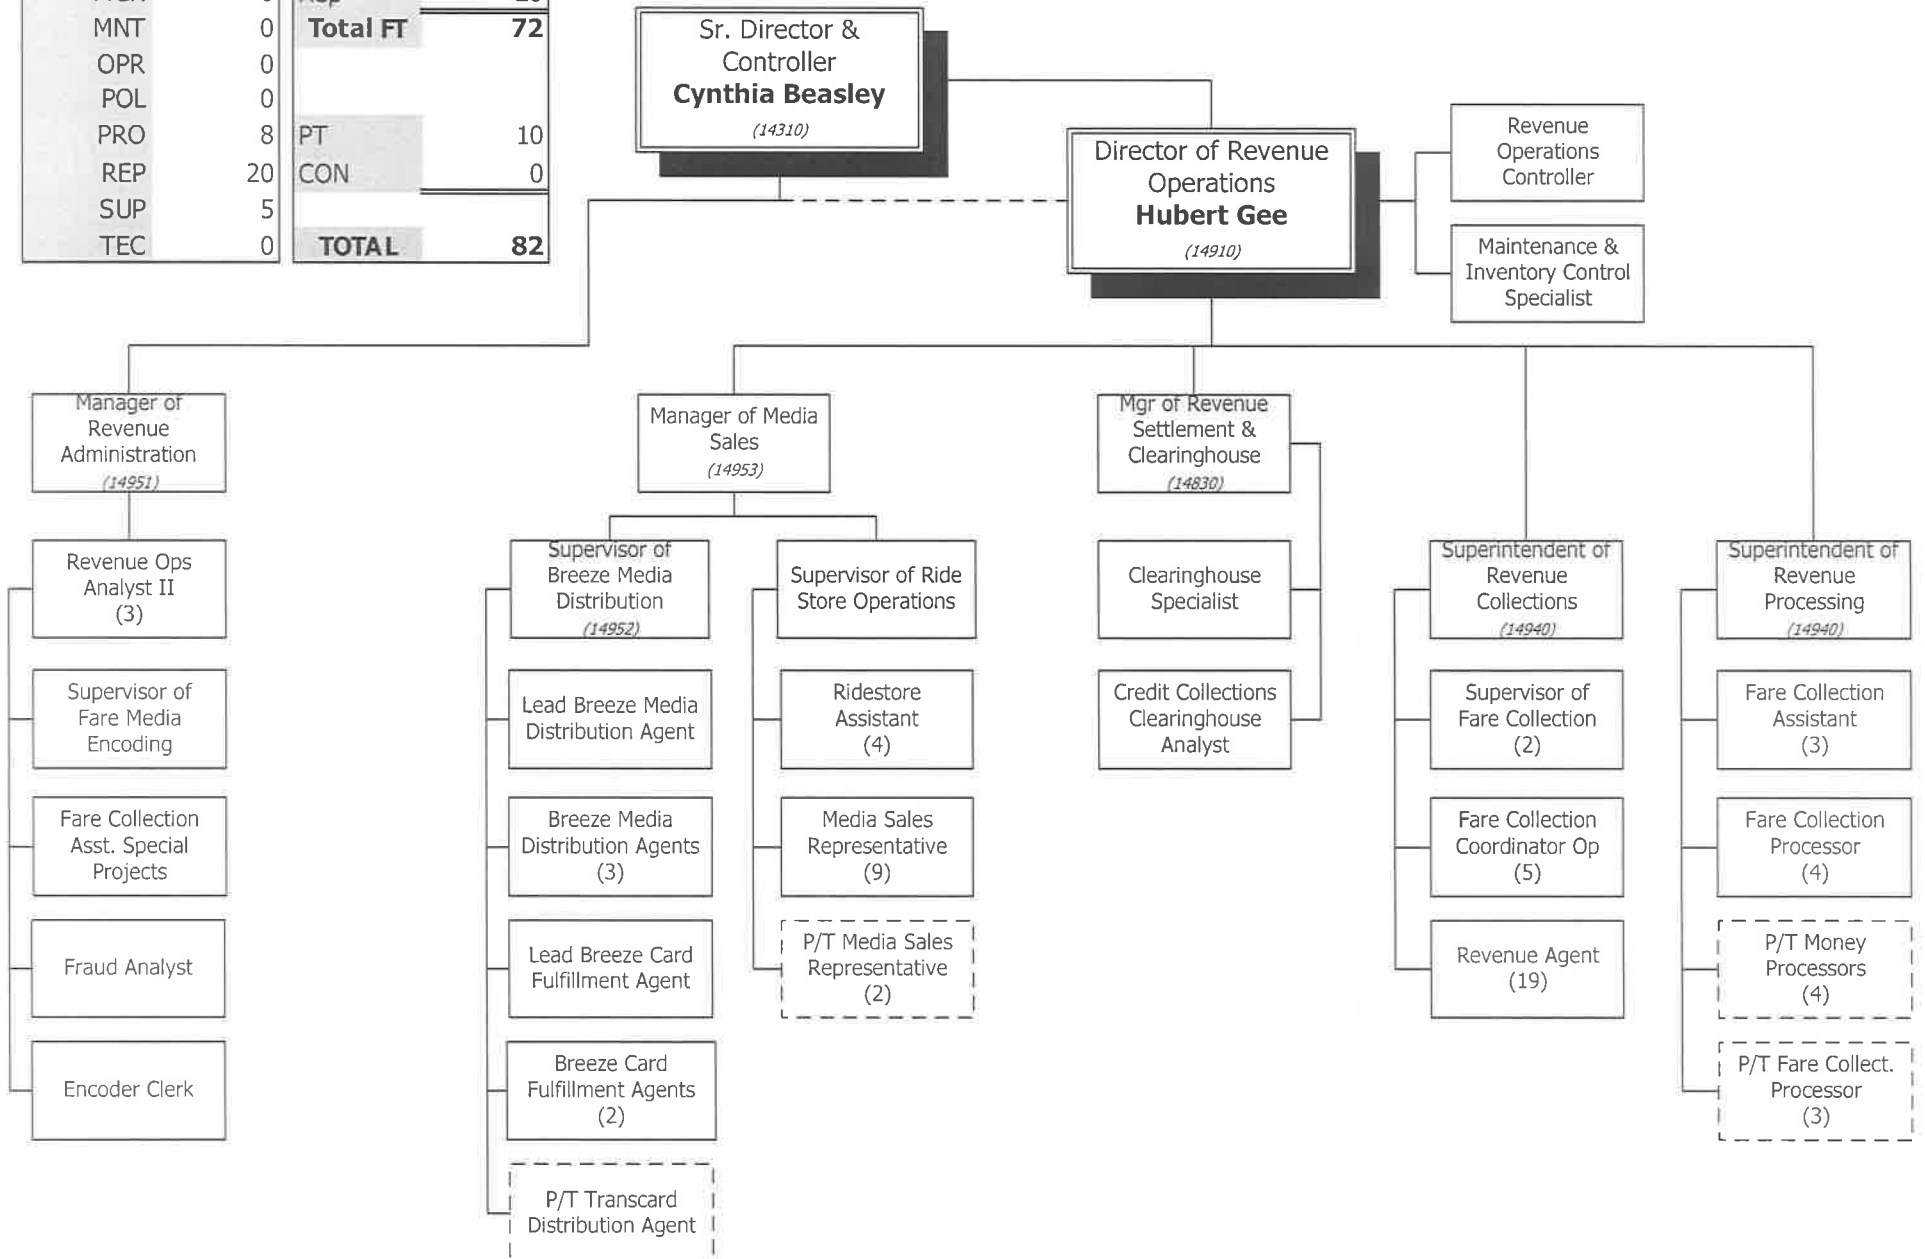 MNT 0 Total FT 72
OPR 0
POL 0
PRO 8 PT 10
REP 20 CON 0
SUP 5
TEC 0 TOTAL 82
Sr. Director &
Controller
Cynthia Beasley
(14310)
Director of Revenue
Operations
Hubert Gee
(14910)
Revenue
Operations
Controller
Maintenance &
Inventory Control
Specialist
Manager of
Revenue
Administration
(14951)
Revenue Ops
Analyst II
(3)
Supervisor of
Fare Media
Encoding
Fare Collection
Asst. Special
Projects
Fraud Analyst
Encoder Clerk
Manager of Media
Sales
(14953)
Supervisor of
Breeze Media
Distribution
(14952)
Lead Breeze Media
Distribution Agent
Breeze Media
Distribution Agents
(3)
Lead Breeze Card
Fulfillment Agent
Breeze Card
Fulfillment Agents
(2)
P/T Transcard
Distribution Agent
Supervisor of Ride
Store Operations
Ridestore
Assistant
(4)
Media Sales
Representative
(9)
P/T Media Sales
Representative
(2)
Mgr of Revenue
Settlement &
Clearinghouse
(14830)
Clearinghouse
Specialist
Credit Collections
Clearinghouse
Analyst
Superintendent of
Revenue
Collections
(14940)
Supervisor of
Fare Collection
(2)
Fare Collection
Coordinator Op
(5)
Revenue Agent
(19)
Superintendent of
Revenue
Processing
(14940)
Fare Collection
Assistant
(3)
Fare Collection
Processor
(4)
P/T Money
Processors
(4)
P/T Fare Collect.
Processor
(3)